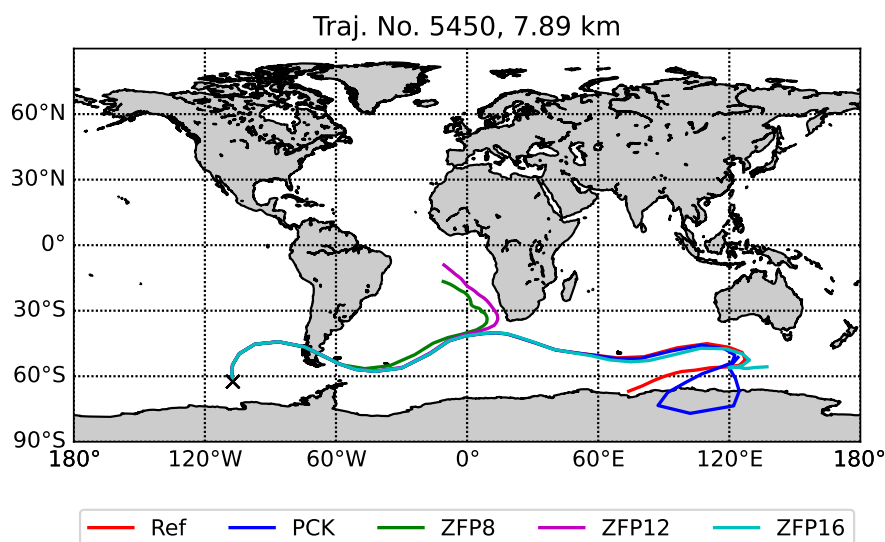 Traj. No. 5450, 7.89 km
60°N
30°N
0°
30°S
60°S
90°S
180° 120°W 60°W 0° 60°E 120°E 180°
Ref PCK ZFP8 ZFP12 ZFP16